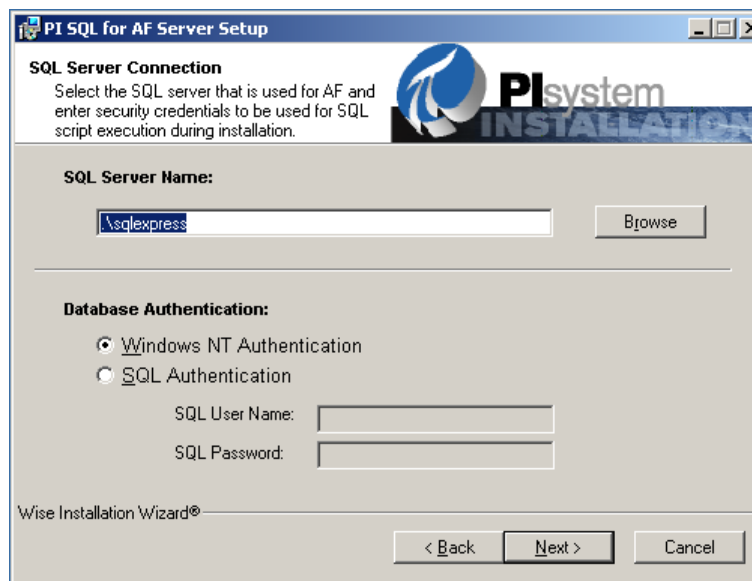 PI SQL for AF Server Setup
SQL Server Connection
Select the SQL server that is used for AF and
enter security credentials to be used for SQL
script execution during installation.
PIsystem
INSTALLATION
SQL Server Name:
.\sqlexpress
Browse
Database Authentication:
Windows NT Authentication
SQL Authentication
SQL User Name:
SQL Password:
Wise Installation Wizard®
< Back
Next >
Cancel